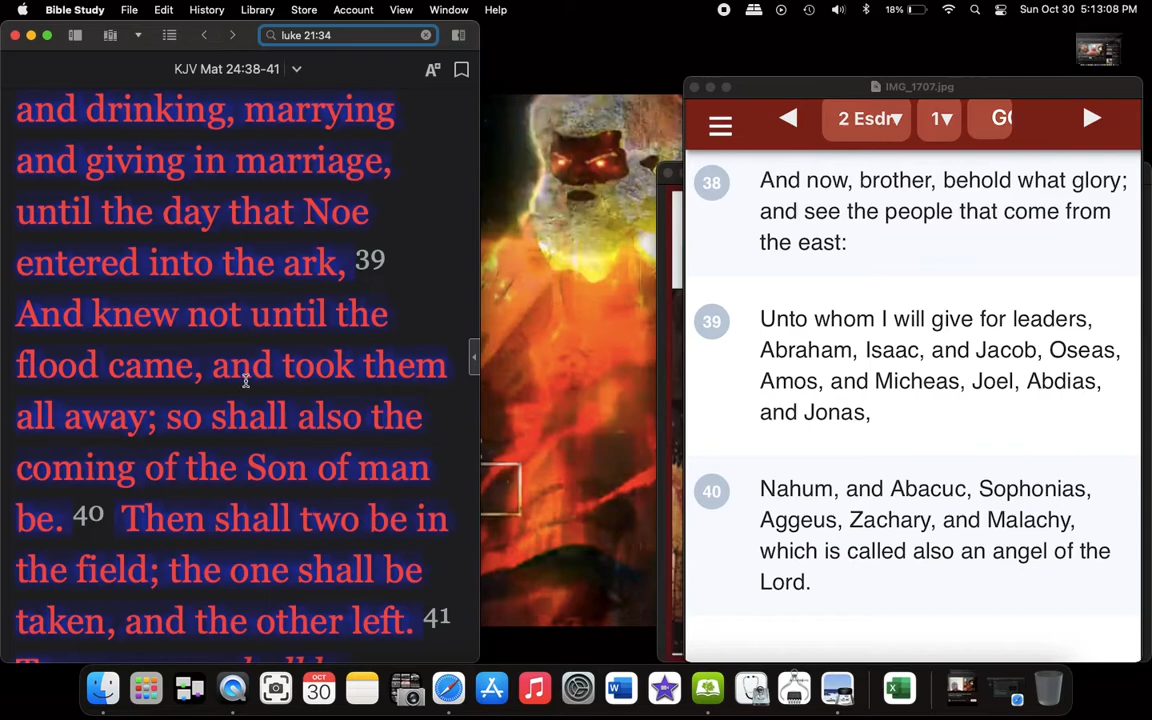 Bible Study File Edit History Library Store Account View Window Help
18% Sun Oct 30 5:13:08 PM
luke 21:34
KJV Mat 24:38-41
and drinking, marrying
and giving in marriage,
until the day that Noe
entered into the ark, 39
And knew not until the
flood came, and took them
all away; so shall also the
coming of the Son of man
be. 40 Then shall two be in
the field; the one shall be
taken, and the other left. 41
IMG_1707.jpg
2 Esdr 1 G
38 And now, brother, behold what glory;
and see the people that come from
the east:
39 Unto whom I will give for leaders,
Abraham, Isaac, and Jacob, Oseas,
Amos, and Micheas, Joel, Abdias,
and Jonas,
40 Nahum, and Abacuc, Sophonias,
Aggeus, Zachary, and Malachy,
which is called also an angel of the
Lord.
OCT
30